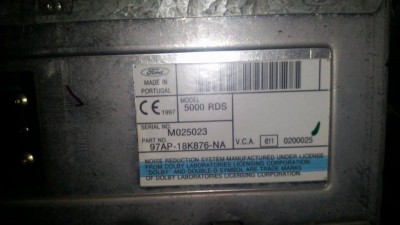 Ford
MADE IN
PORTUGAL
CE 1997
MODEL
5000 RDS
SERIAL NO.
M025023
PART NO.
97AP-18K876-NA
V.C.A. 011 0200025
NOISE REDUCTION SYSTEM MANUFACTURED UNDER LICENSE
FROM DOLBY LABORATORIES LICENSING CORPORATION.
"DOLBY" AND DOUBLE-D SYMBOL ARE TRADE MARKS
OF DOLBY LABORATORIES LICENSING CORPORATION.